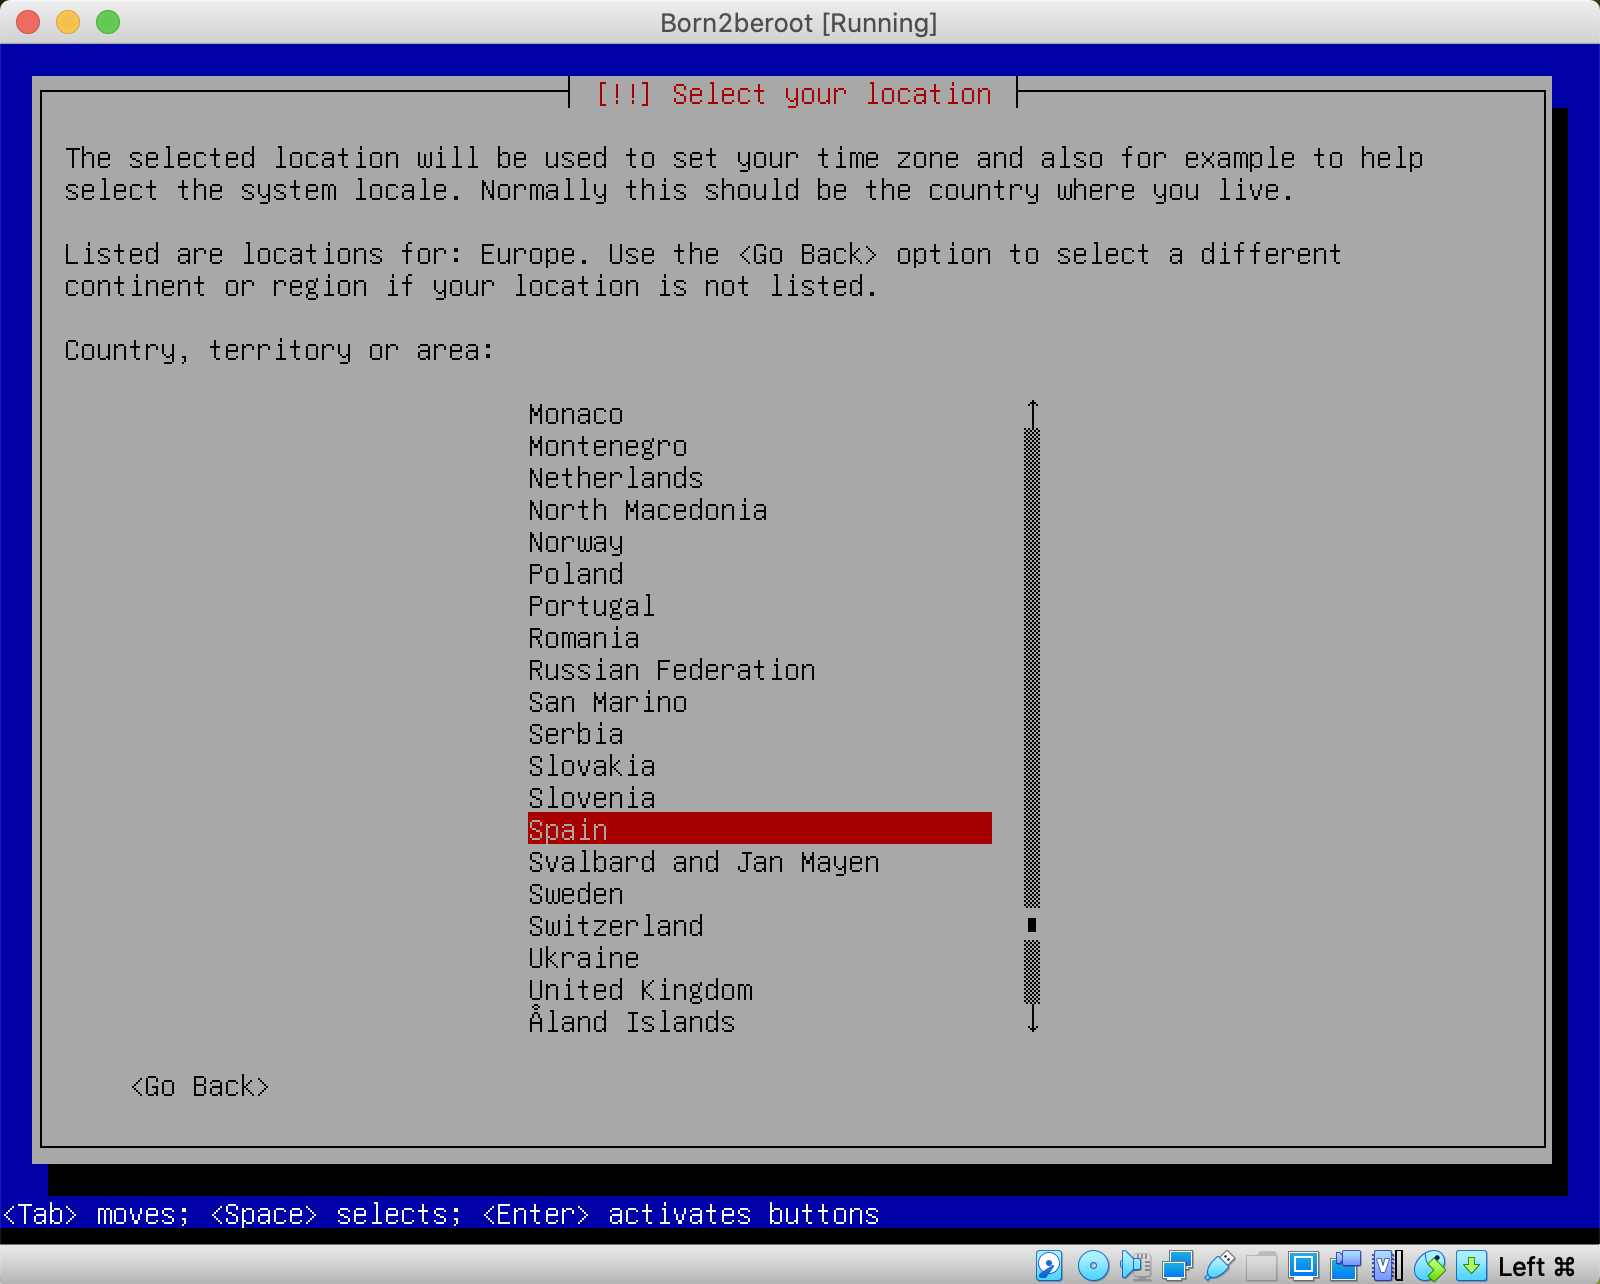 Born2beroot [Running]
[!!] Select your location
The selected location will be used to set your time zone and also for example to help
select the system locale. Normally this should be the country where you live.
Listed are locations for: Europe. Use the <Go Back> option to select a different
continent or region if your location is not listed.
Country, territory or area:
Monaco
Montenegro
Netherlands
North Macedonia
Norway
Poland
Portugal
Romania
Russian Federation
San Marino
Serbia
Slovakia
Slovenia
Spain
Svalbard and Jan Mayen
Sweden
Switzerland
Ukraine
United Kingdom
Åland Islands
<Go Back>
<Tab> moves; <Space> selects; <Enter> activates buttons
Left ⌘